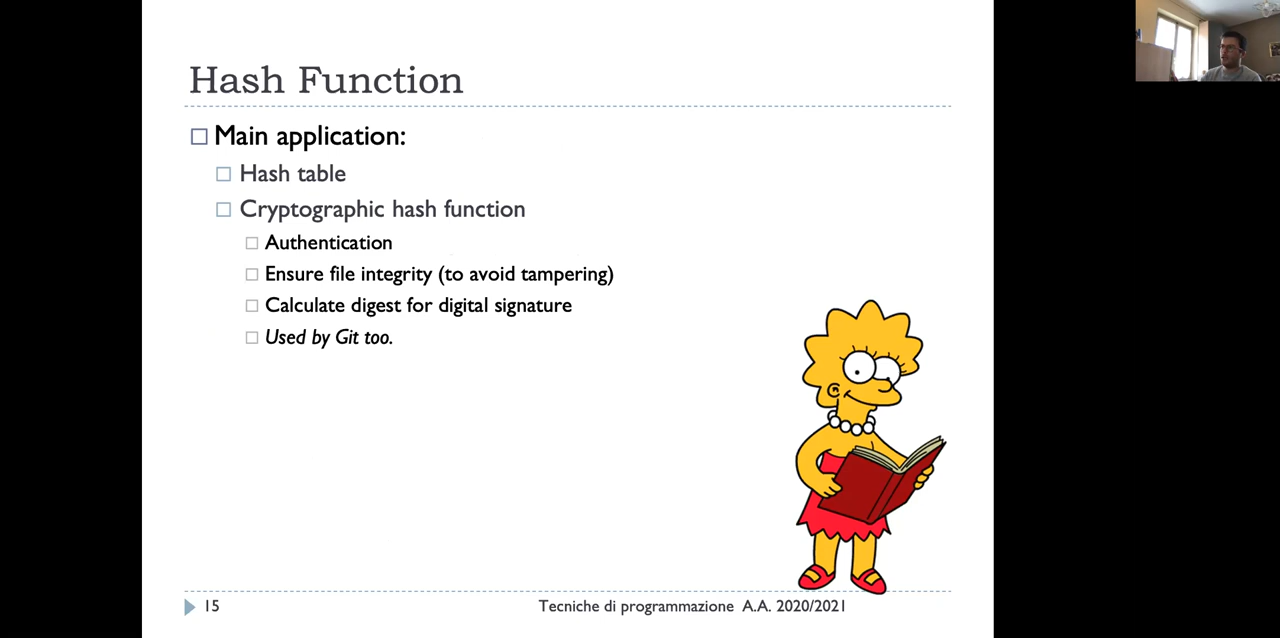 Hash Function
Main application:
Hash table
Cryptographic hash function
Authentication
Ensure file integrity (to avoid tampering)
Calculate digest for digital signature
Used by Git too.
15
Tecniche di programmazione A.A. 2020/2021